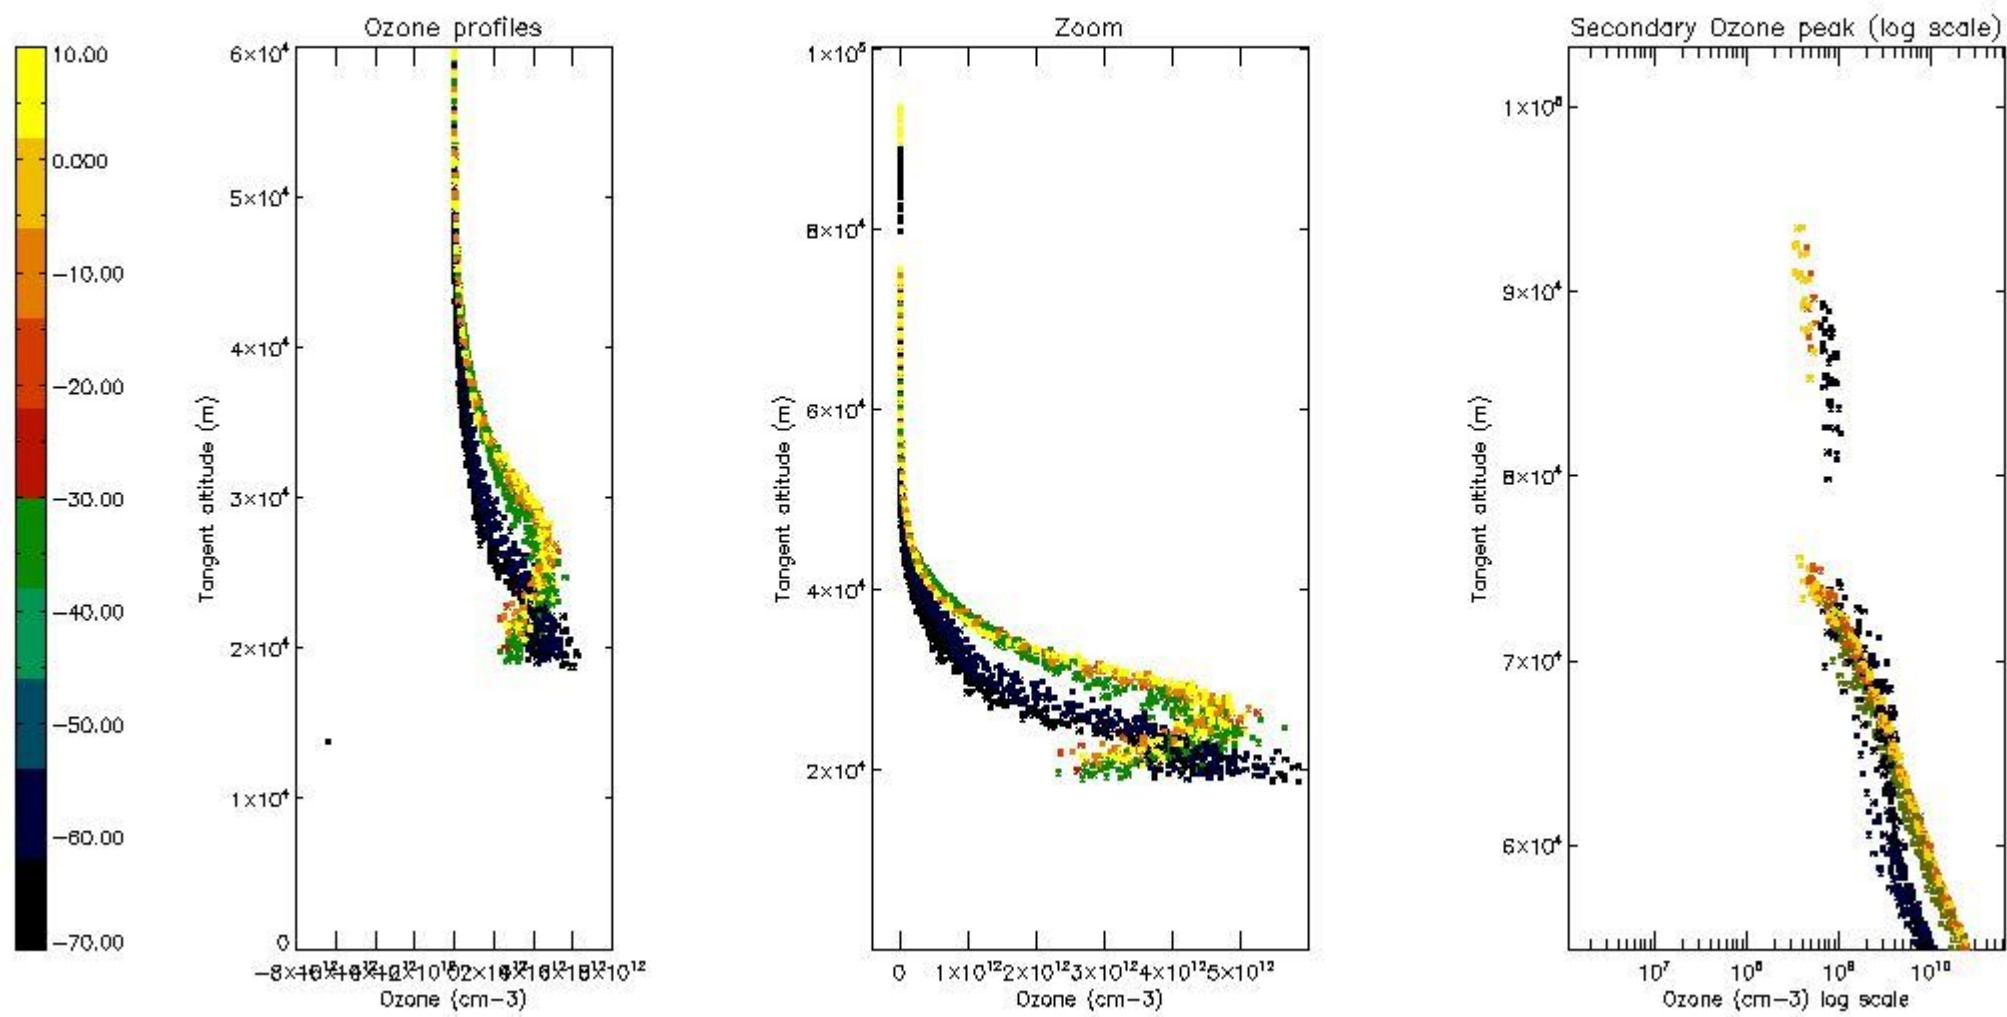 Ozone profiles
Zoom
Secondary Ozone peak (log scale)
10.00
0.000
−10.00
−20.00
−30.00
−40.00
−50.00
−60.00
−70.00
6×10⁴
5×10⁴
4×10⁴
3×10⁴
2×10⁴
1×10⁴
0
Tangent altitude (m)
Ozone (cm−3)
1×10⁵
8×10⁴
6×10⁴
4×10⁴
2×10⁴
Tangent altitude (m)
0 1×10¹² 2×10¹² 3×10¹² 4×10¹² 5×10¹²
Ozone (cm−3)
9×10⁴
8×10⁴
7×10⁴
6×10⁴
Tangent altitude (m)
10⁷ 10⁸ 10⁹ 10¹⁰
Ozone (cm−3) log scale